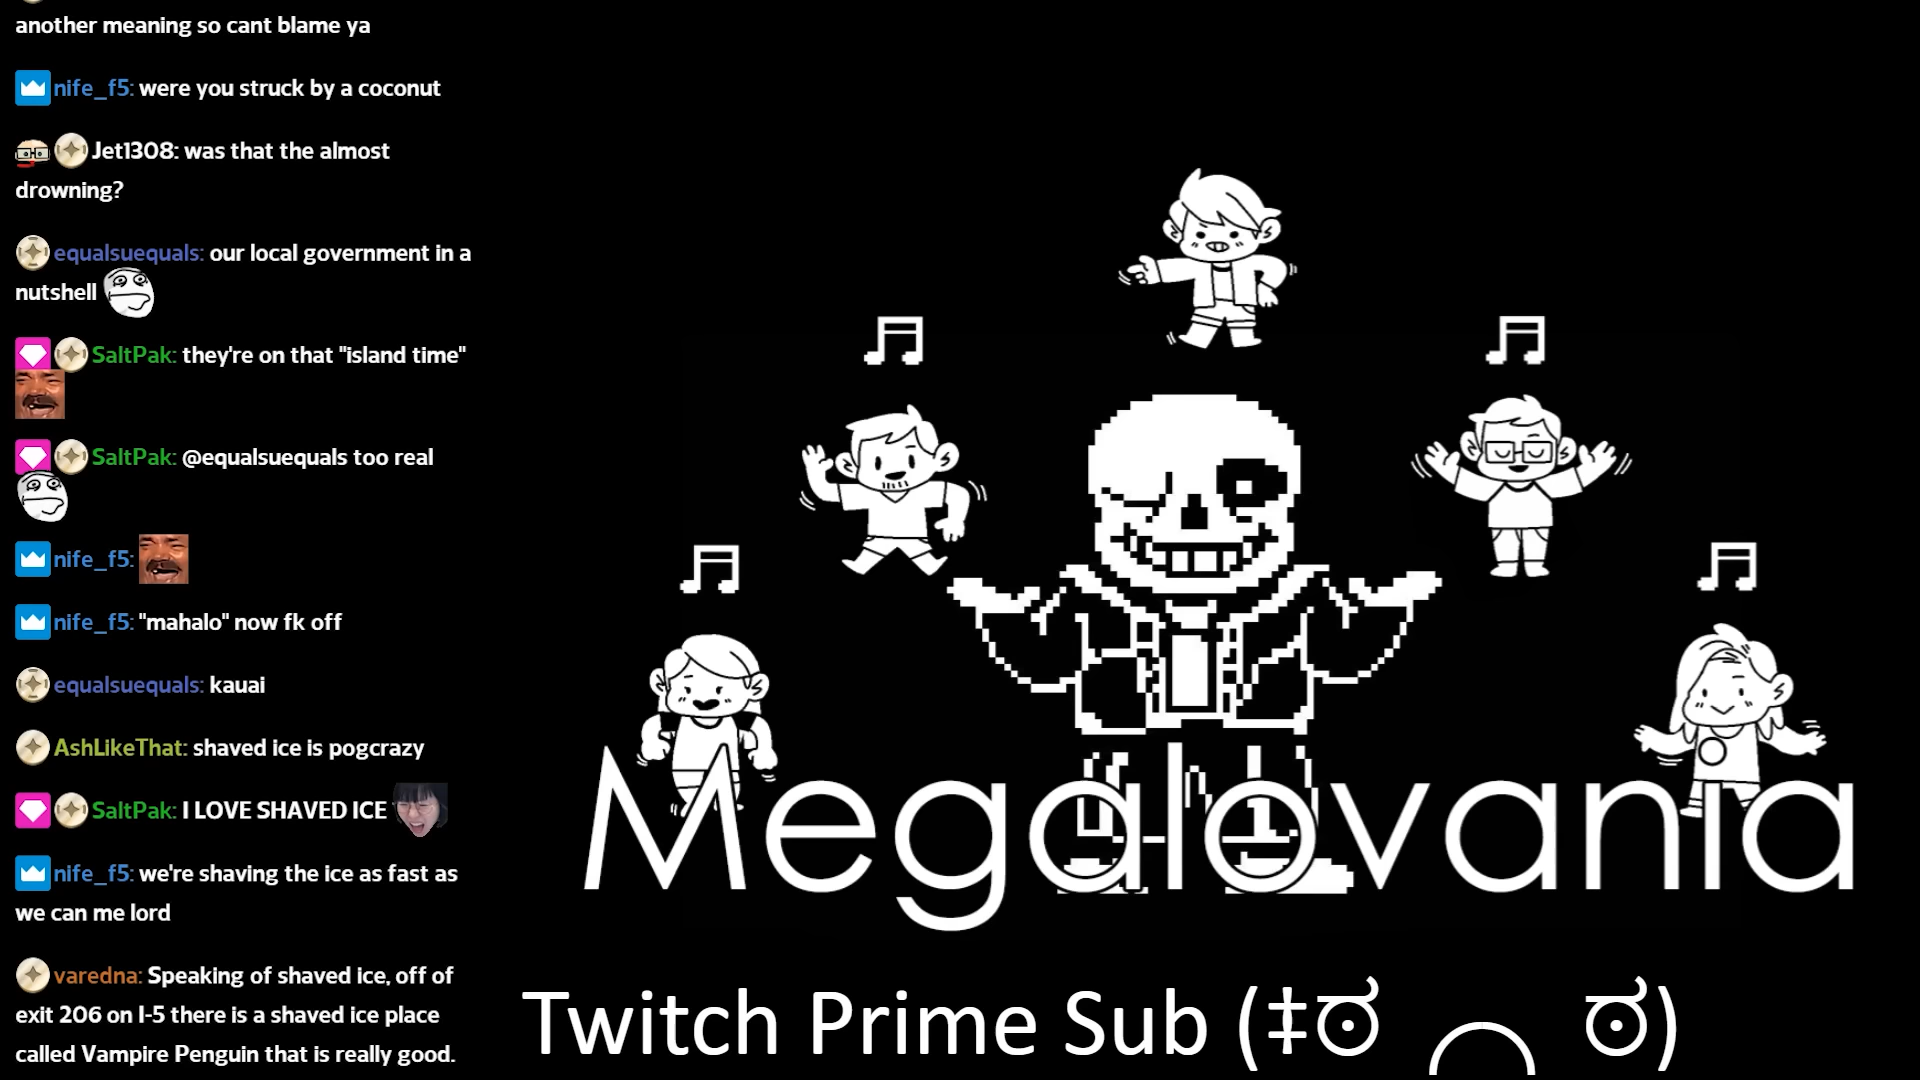 another meaning so cant blame ya
nife_f5: were you struck by a coconut
Jet1308: was that the almost
drowning?
equalsuequals: our local government in a
nutshell
SaltPak: they're on that "island time"
SaltPak: @equalsuequals too real
nife_f5:
nife_f5: "mahalo" now fk off
equalsuequals: kauai
AshLikeThat: shaved ice is pogcrazy
SaltPak: I LOVE SHAVED ICE
nife_f5: we're shaving the ice as fast as
we can me lord
varedna: Speaking of shaved ice, off of
exit 206 on I-5 there is a shaved ice place
called Vampire Penguin that is really good.
Megalovania
Twitch Prime Sub (‡ಠ ╭╮ ಠ)